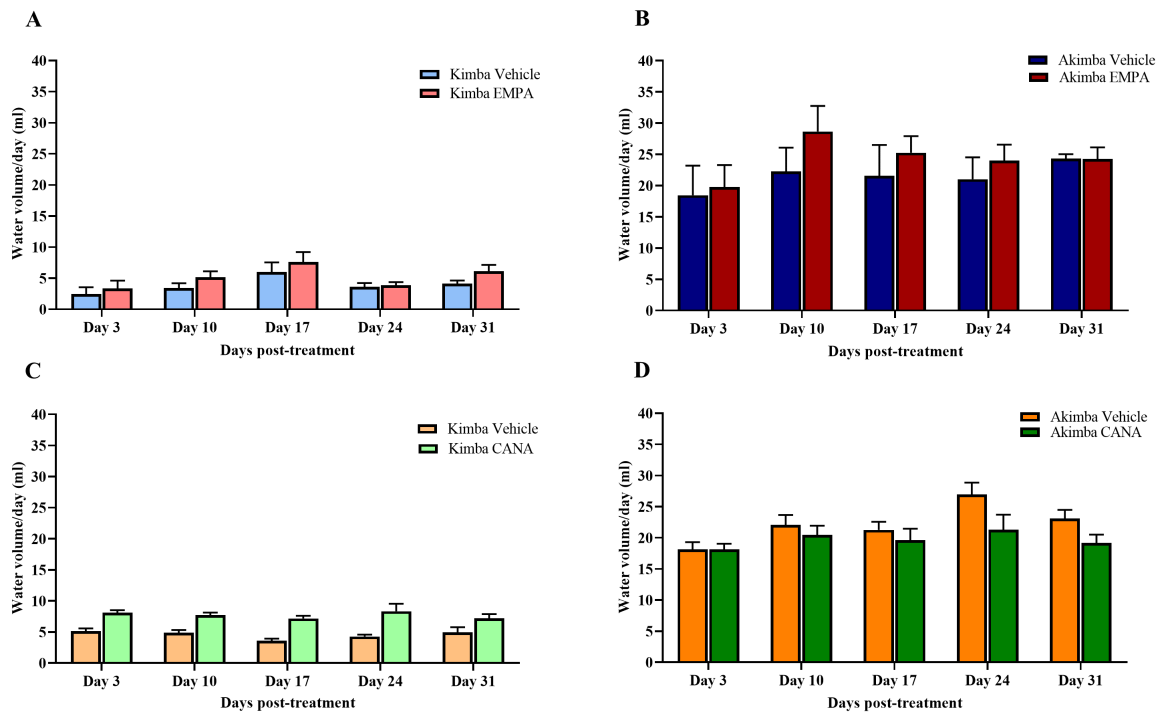 A
Kimba Vehicle
Kimba EMPA
Water volume/day (ml)
40
35
30
25
20
15
10
5
0
Day 3 Day 10 Day 17 Day 24 Day 31
Days post-treatment
B
Akimba Vehicle
Akimba EMPA
Water volume/day (ml)
40
35
30
25
20
15
10
5
0
Day 3 Day 10 Day 17 Day 24 Day 31
Days post-treatment
C
Kimba Vehicle
Kimba CANA
Water volume/day (ml)
40
35
30
25
20
15
10
5
0
Day 3 Day 10 Day 17 Day 24 Day 31
Days post-treatment
D
Akimba Vehicle
Akimba CANA
Water volume/day (ml)
40
35
30
25
20
15
10
5
0
Day 3 Day 10 Day 17 Day 24 Day 31
Days post-treatment